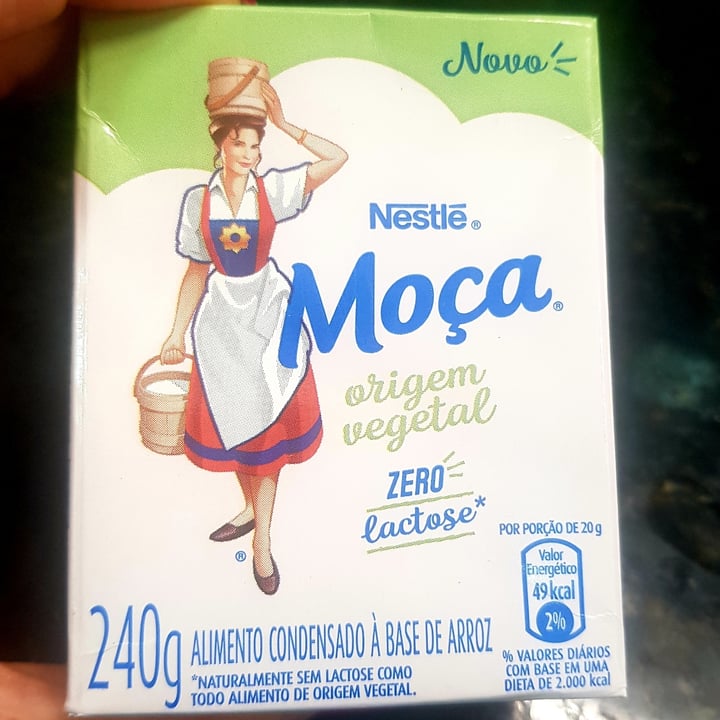 Novo
Nestlé®
Moça®
origem
vegetal
ZERO
lactose*
POR PORÇÃO DE 20 g
Valor
Energético
49 kcal
2%
% VALORES DIÁRIOS
COM BASE EM UMA
DIETA DE 2.000 kcal
®
240g ALIMENTO CONDENSADO À BASE DE ARROZ
*NATURALMENTE SEM LACTOSE COMO
TODO ALIMENTO DE ORIGEM VEGETAL.